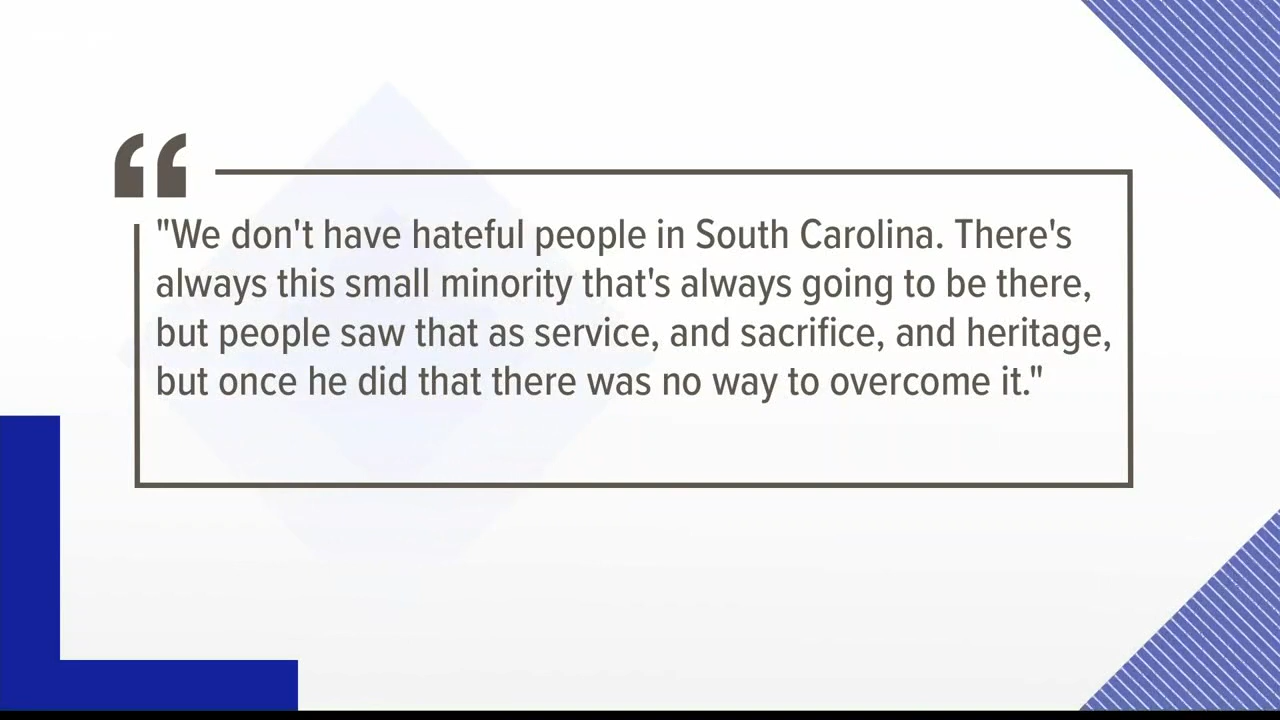 "We don't have hateful people in South Carolina. There's
always this small minority that's always going to be there,
but people saw that as service, and sacrifice, and heritage,
but once he did that there was no way to overcome it."